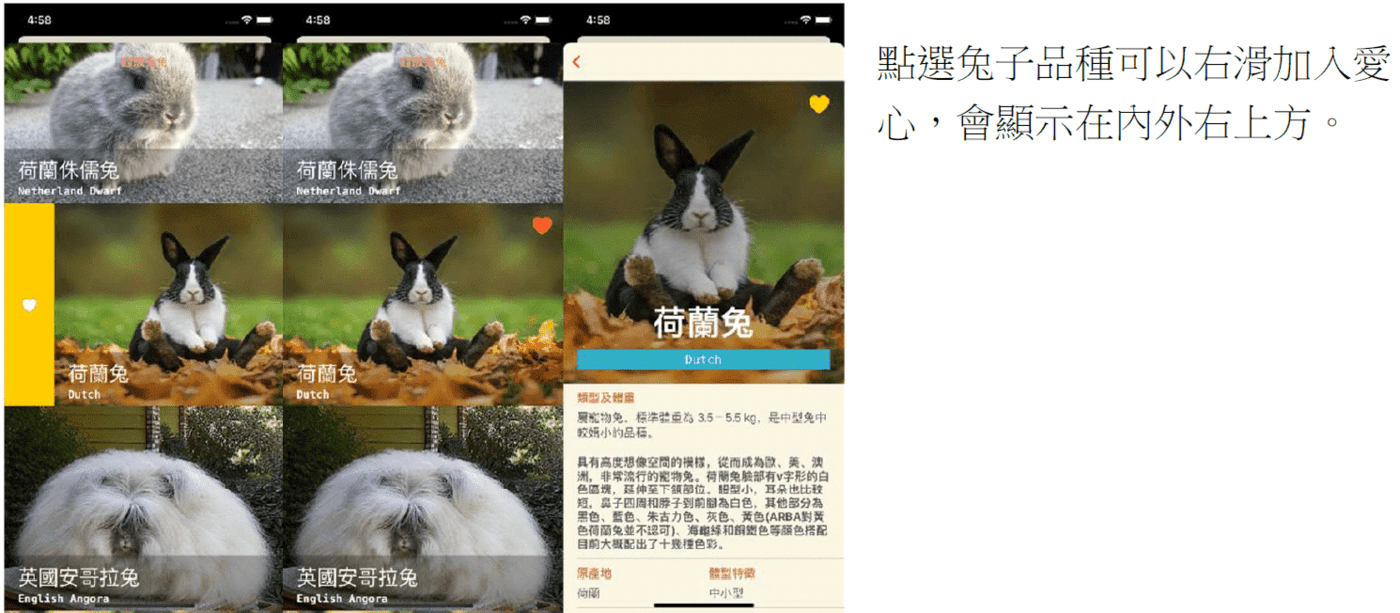 4:58
荷蘭侏儒兔
Netherland Dwarf
荷蘭兔
Dutch
英國安哥拉兔
English Angora
4:58
荷蘭侏儒兔
Netherland Dwarf
荷蘭兔
Dutch
英國安哥拉兔
English Angora
4:58
荷蘭兔
Dutch
類型及體重
屬寵物兔。標準體重為 3.5-5.5 kg，是中型兔中
較嬌小的品種。
具有高度想像空間的模樣，從而成為歐、美、澳
洲，非常流行的寵物兔。荷蘭兔臉部有v字形的白
色區塊，延伸至下頷部位。體型小，耳朵也比較
短，鼻子四周和脖子到前腳為白色，其他部分為
黑色、藍色、朱古力色、灰色、黃色(ARBA對黃
色荷蘭兔並不認可)、海龜綠和鋼鐵色等顏色搭配
目前大概配出了十幾種色彩。
原產地
體型特徵
荷蘭
中小型
點選兔子品種可以右滑加入愛
心，會顯示在內外右上方。